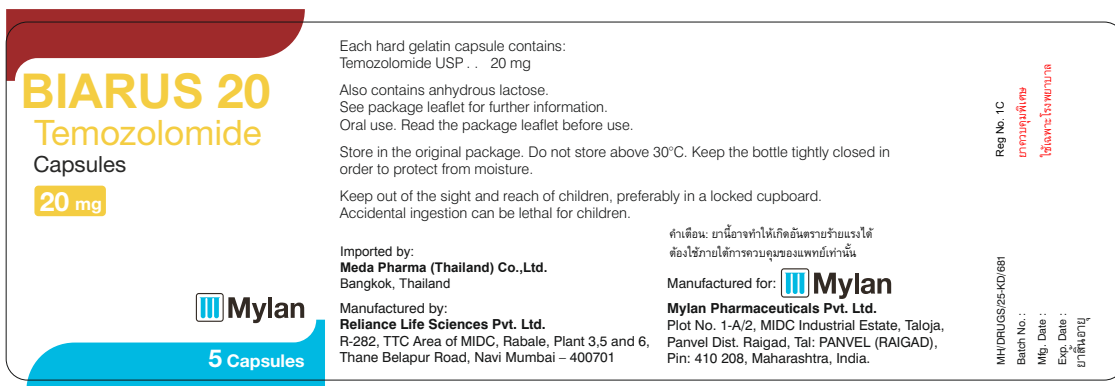 BIARUS 20
Temozolomide
Capsules
20 mg
Mylan
5 Capsules
Each hard gelatin capsule contains:
Temozolomide USP . . 20 mg
Also contains anhydrous lactose.
See package leaflet for further information.
Oral use. Read the package leaflet before use.
Store in the original package. Do not store above 30°C. Keep the bottle tightly closed in
order to protect from moisture.
Keep out of the sight and reach of children, preferably in a locked cupboard.
Accidental ingestion can be lethal for children.
Imported by:
Meda Pharma (Thailand) Co.,Ltd.
Bangkok, Thailand
Manufactured by:
Reliance Life Sciences Pvt. Ltd.
R-282, TTC Area of MIDC, Rabale, Plant 3,5 and 6,
Thane Belapur Road, Navi Mumbai – 400701
คำเตือน: ยานี้อาจทำให้เกิดอันตรายร้ายแรงได้
ต้องใช้ภายใต้การควบคุมของแพทย์เท่านั้น
Manufactured for: Mylan
Mylan Pharmaceuticals Pvt. Ltd.
Plot No. 1-A/2, MIDC Industrial Estate, Taloja,
Panvel Dist. Raigad, Tal: PANVEL (RAIGAD),
Pin: 410 208, Maharashtra, India.
Reg No. 1C
ยาควบคุมพิเศษ
ใช้เฉพาะโรงพยาบาล
MH/DRUGS/25-KD/681
Batch No. :
Mfg. Date :
Exp. Date :
ยาสิ้นอายุ